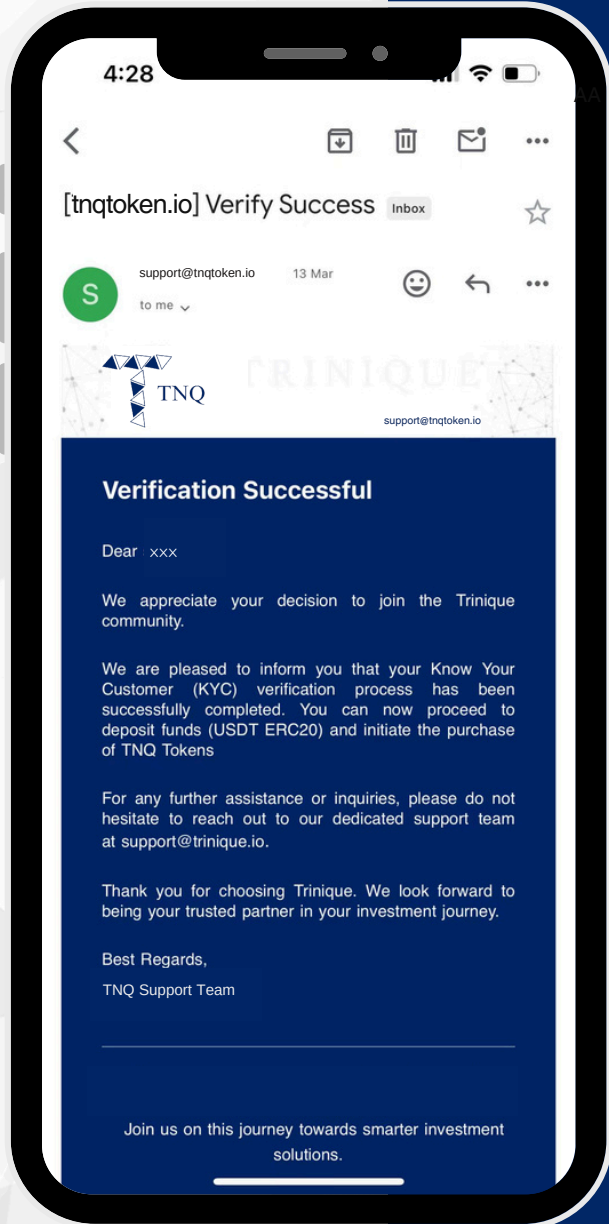 4:28
AA
[tnqtoken.io] Verify Success Inbox
S
support@tnqtoken.io 13 Mar
to me
TNQ
TRINIQUE
support@tnqtoken.io
Verification Successful
Dear xxx
We appreciate your decision to join the Trinique
community.
We are pleased to inform you that your Know Your
Customer (KYC) verification process has been
successfully completed. You can now proceed to
deposit funds (USDT ERC20) and initiate the purchase
of TNQ Tokens
For any further assistance or inquiries, please do not
hesitate to reach out to our dedicated support team
at support@trinique.io.
Thank you for choosing Trinique. We look forward to
being your trusted partner in your investment journey.
Best Regards,
TNQ Support Team
Join us on this journey towards smarter investment
solutions.